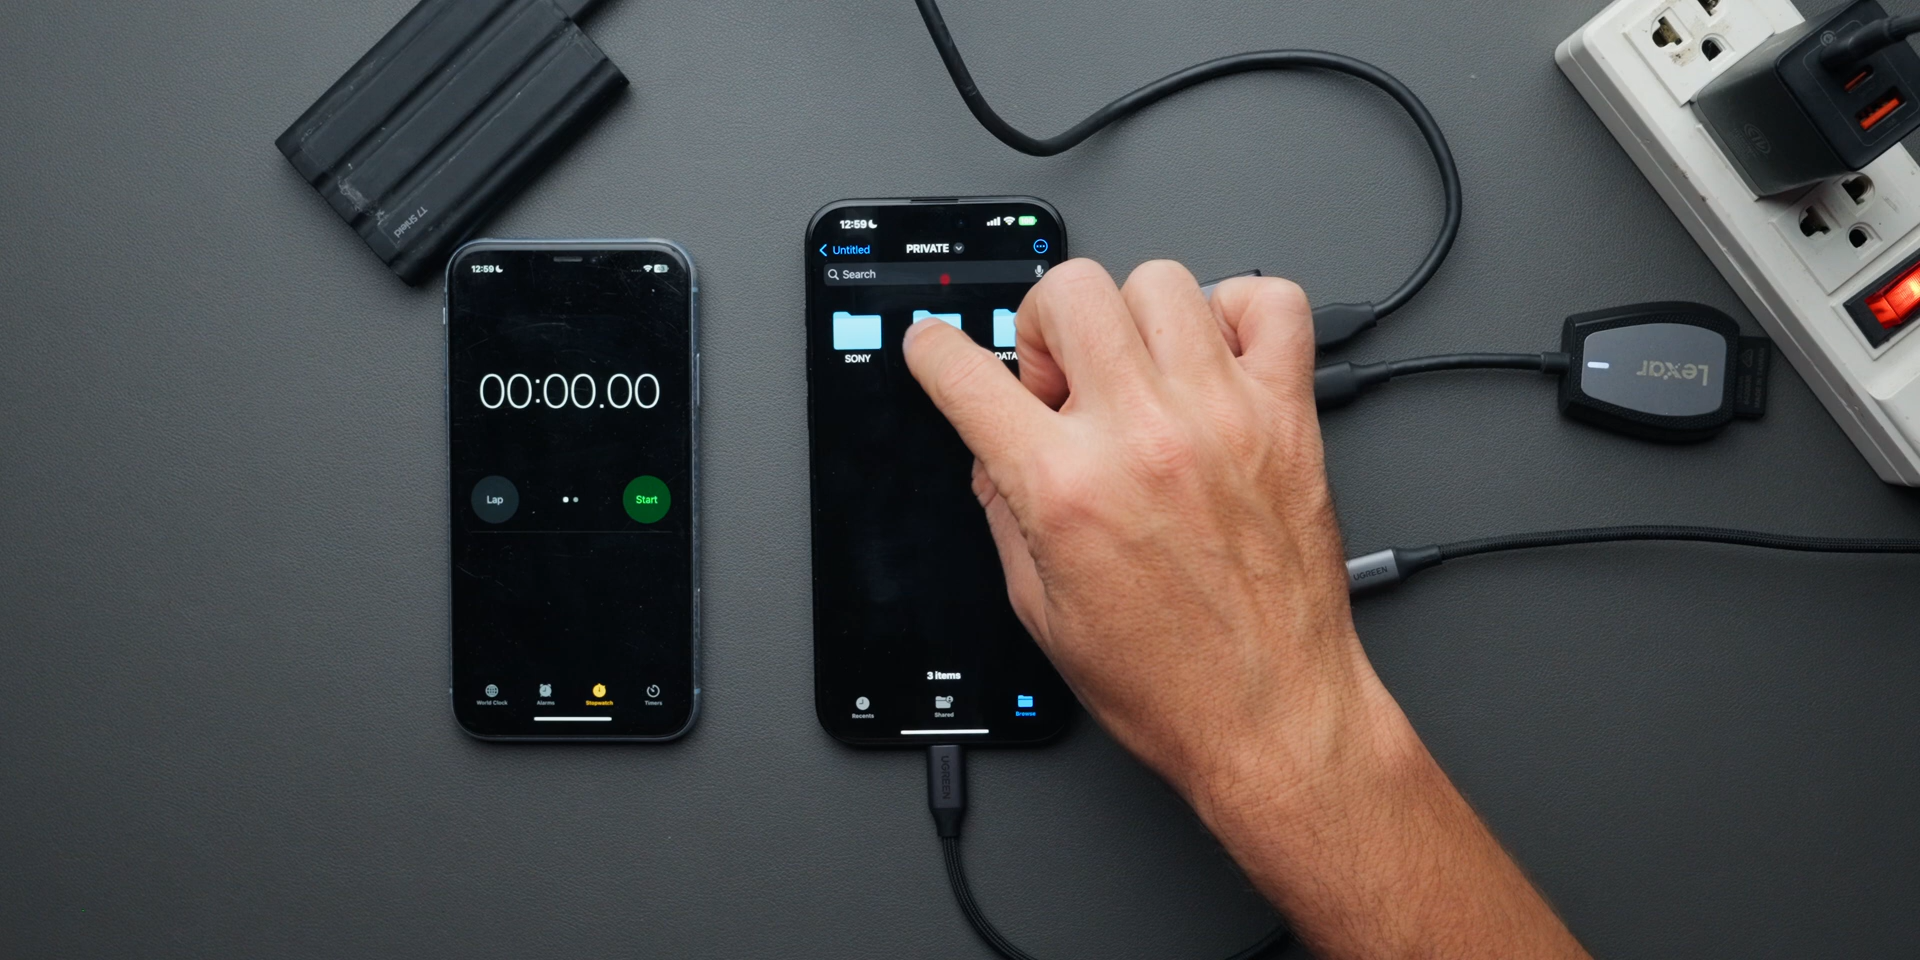 T7 Shield
12:59
00:00.00
Lap
Start
World Clock
Alarms
Stopwatch
Timers
12:59
Untitled
PRIVATE
Search
SONY
DATA
3 items
Recents
Shared
Browse
UGREEN
Lexar
UGREEN